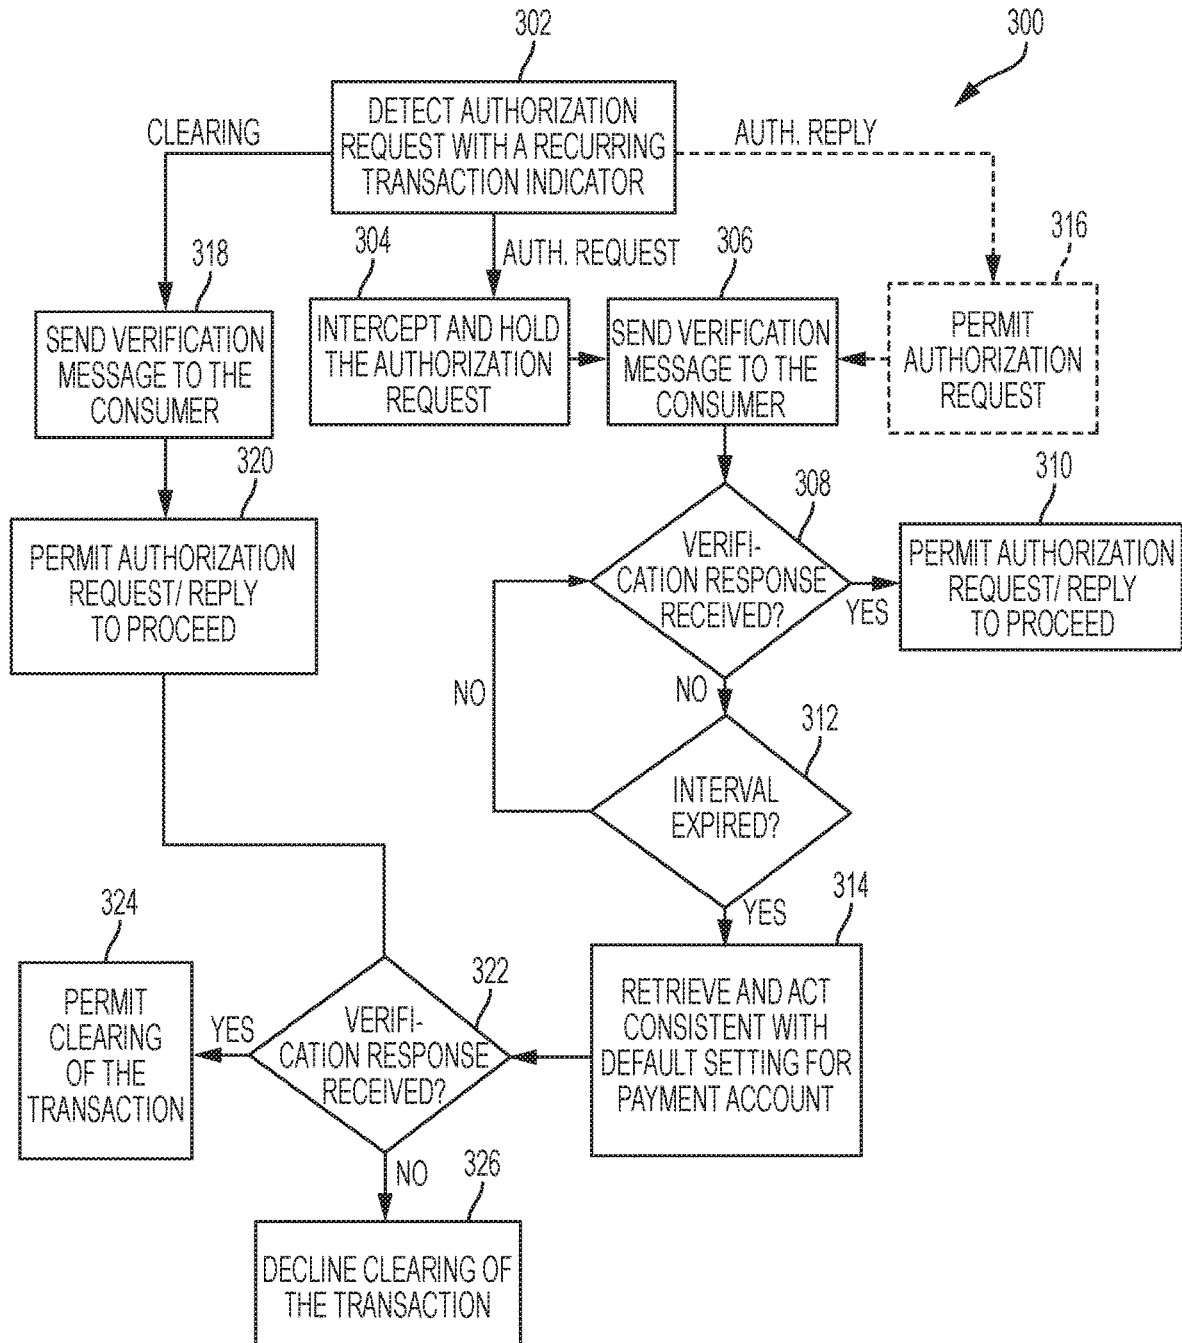 302
300
DETECT AUTHORIZATION
REQUEST WITH A RECURRING
TRANSACTION INDICATOR
CLEARING
AUTH. REPLY
AUTH. REQUEST
318
304
306
316
SEND VERIFICATION
MESSAGE TO THE
CONSUMER
INTERCEPT AND HOLD
THE AUTHORIZATION
REQUEST
SEND VERIFICATION
MESSAGE TO THE
CONSUMER
PERMIT
AUTHORIZATION
REQUEST
320
308
310
PERMIT AUTHORIZATION
REQUEST/ REPLY
TO PROCEED
VERIFI-
CATION RESPONSE
RECEIVED?
YES
PERMIT AUTHORIZATION
REQUEST/ REPLY
TO PROCEED
NO
NO
312
INTERVAL
EXPIRED?
YES
314
324
322
PERMIT
CLEARING
OF THE
TRANSACTION
YES
VERIFI-
CATION RESPONSE
RECEIVED?
RETRIEVE AND ACT
CONSISTENT WITH
DEFAULT SETTING FOR
PAYMENT ACCOUNT
NO
326
DECLINE CLEARING OF
THE TRANSACTION